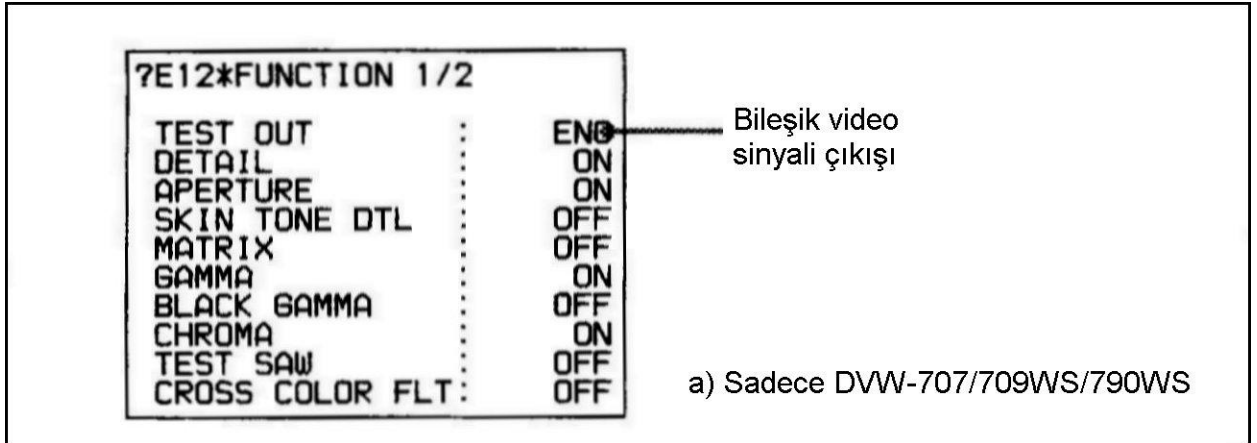 ?E12*FUNCTION 1/2
TEST OUT : ENC
DETAIL : ON
APERTURE : ON
SKIN TONE DTL : OFF
MATRIX : OFF
GAMMA : ON
BLACK GAMMA : OFF
CHROMA : ON
TEST SAW : OFF
CROSS COLOR FLT: OFF
Bileşik video
sinyali çıkışı
a) Sadece DVW-707/709WS/790WS